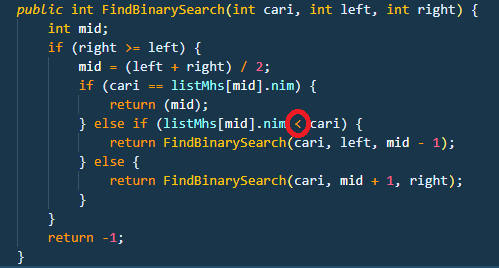 public int FindBinarySearch(int cari, int left, int right) {
int mid;
if (right >= left) {
mid = (left + right) / 2;
if (cari == listMhs[mid].nim) {
return (mid);
} else if (listMhs[mid].nim < cari) {
return FindBinarySearch(cari, left, mid - 1);
} else {
return FindBinarySearch(cari, mid + 1, right);
}
}
return -1;
}